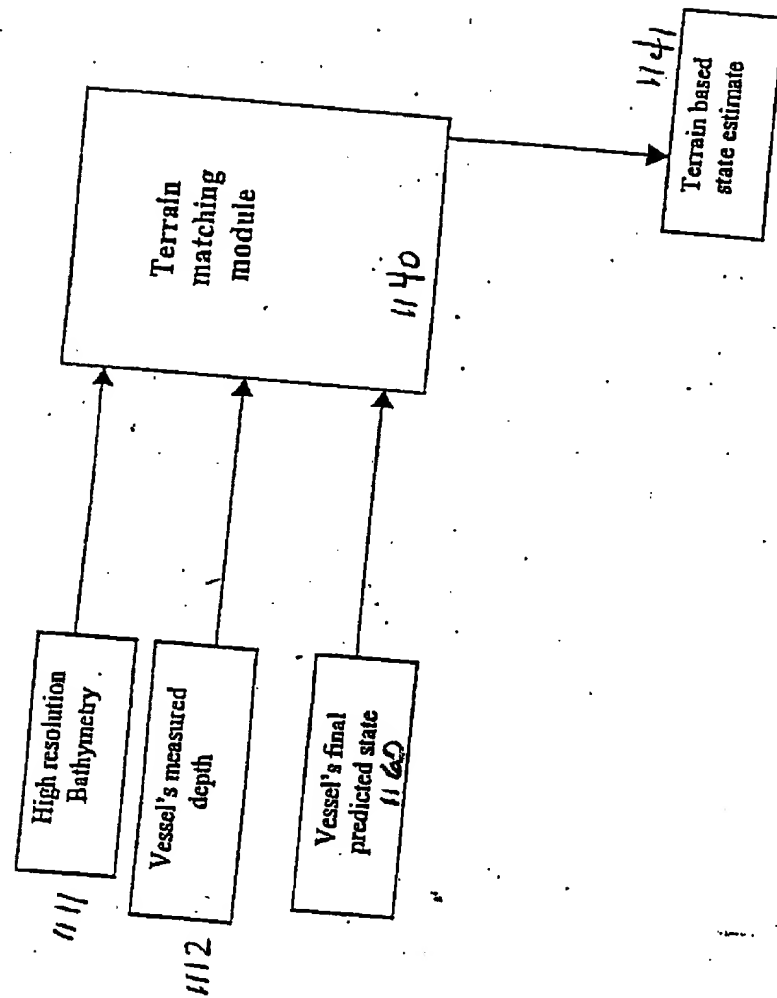 High resolution
Bathymetry
1111
Vessel's measured
depth
1112
Vessel's final
predicted state
1160
Terrain
matching
module
1140
Terrain based
state estimate
1141